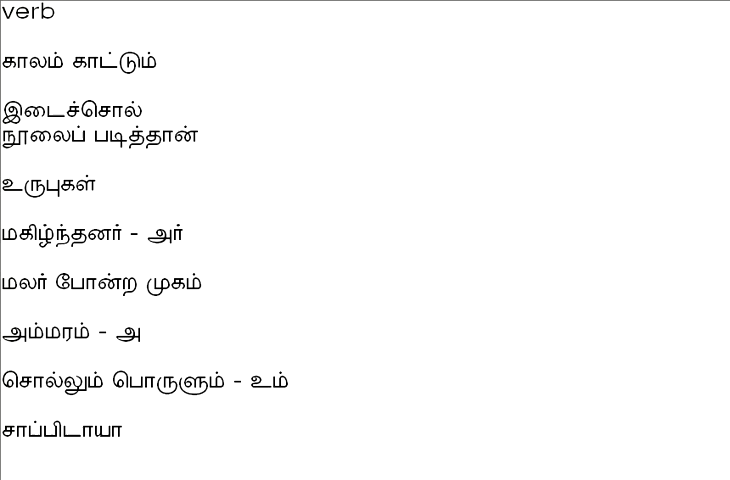 verb
காலம் காட்டும்
இடைச்சொல்
நூலைப் படித்தான்
உருபுகள்
மகிழ்ந்தனர் - அர்
மலர் போன்ற முகம்
அம்மரம் - அ
சொல்லும் பொருளும் - உம்
சாப்பிடாயா